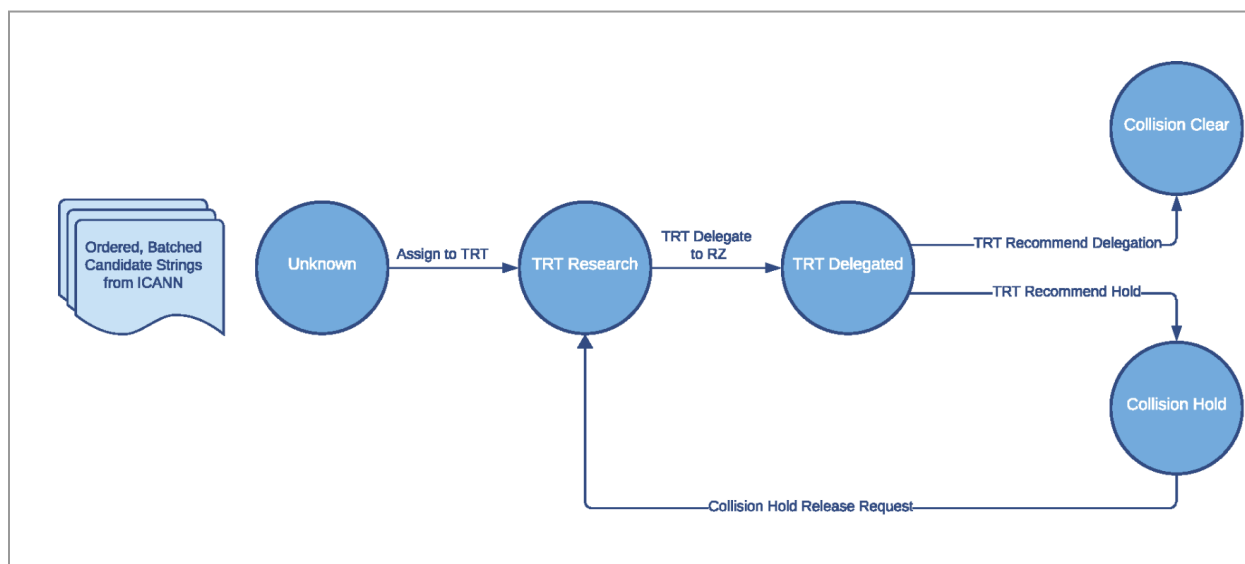 Ordered, Batched
Candidate Strings
from ICANN
Unknown
Assign to TRT
TRT Research
TRT Delegate
to RZ
TRT Delegated
TRT Recommend Delegation
Collision Clear
TRT Recommend Hold
Collision Hold
Collision Hold Release Request